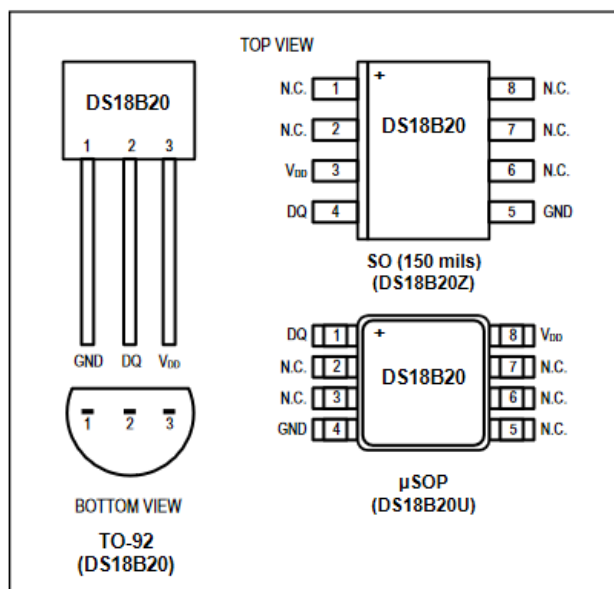 TOP VIEW
DS18B20
1 2 3
GND DQ VDD
1 2 3
BOTTOM VIEW
TO-92
(DS18B20)
+
DS18B20
N.C. 1 8 N.C.
N.C. 2 7 N.C.
VDD 3 6 N.C.
DQ 4 5 GND
SO (150 mils)
(DS18B20Z)
+
DS18B20
DQ 1 8 VDD
N.C. 2 7 N.C.
N.C. 3 6 N.C.
GND 4 5 N.C.
µSOP
(DS18B20U)